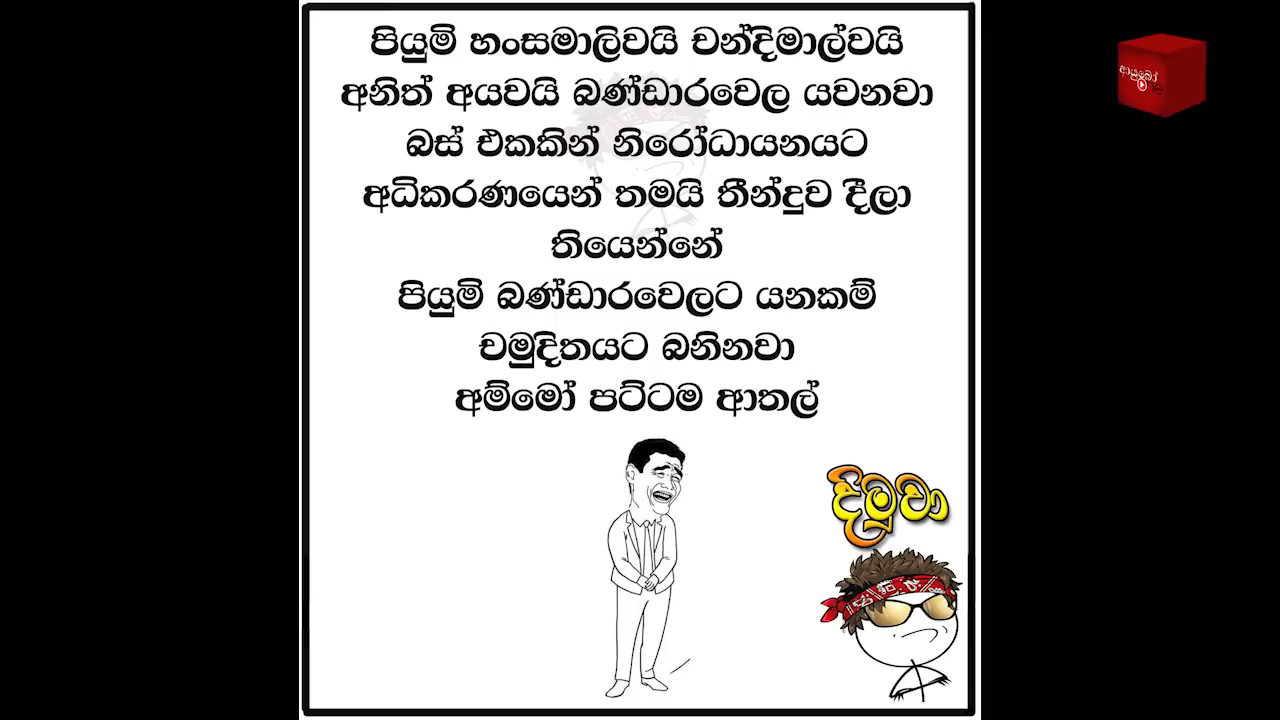 පියුමි හංසමාලිවයි චන්දිමාල්වයි
අනිත් අයවයි බණ්ඩාරවෙල යවනවා
බස් එකකින් නිරෝධායනයට
අධිකරණයෙන් තමයි තීන්දුව දීලා
තියෙන්නේ
පියුමි බණ්ඩාරවෙලට යනකම්
චමුදිතයට බනිනවා
අම්මෝ පට්ටම ආතල්
දිමූවා
ආයුබෝ